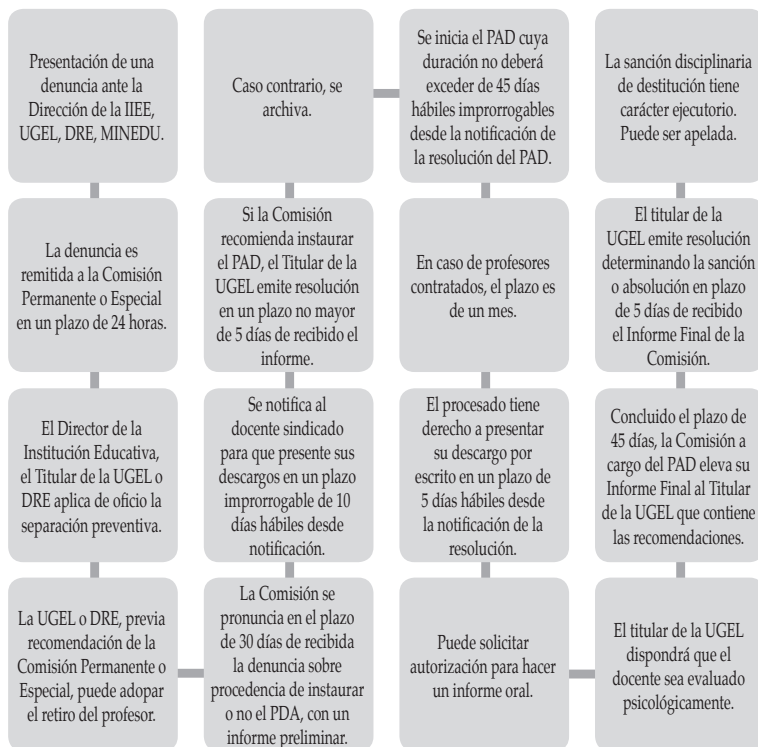 Presentación de una
denuncia ante la
Dirección de la IIEE,
UGEL, DRE, MINEDU.
La denuncia es
remitida a la Comisión
Permanente o Especial
en un plazo de 24 horas.
El Director de la
Institución Educativa,
el Titular de la UGEL o
DRE aplica de oficio la
separación preventiva.
La UGEL o DRE, previa
recomendación de la
Comisión Permanente o
Especial, puede adopar
el retiro del profesor.
La Comisión se
pronuncia en el plazo
de 30 días de recibida
la denuncia sobre
procedencia de instaurar
o no el PDA, con un
informe preliminar.
Se notifica al
docente sindicado
para que presente sus
descargos en un plazo
improrrogable de 10
días hábiles desde
notificación.
Si la Comisión
recomienda instaurar
el PAD, el Titular de la
UGEL emite resolución
en un plazo no mayor
de 5 días de recibido el
informe.
Caso contrario, se
archiva.
Se inicia el PAD cuya
duración no deberá
exceder de 45 días
hábiles improrrogables
desde la notificación de
la resolución del PAD.
En caso de profesores
contratados, el plazo es
de un mes.
El procesado tiene
derecho a presentar
su descargo por
escrito en un plazo de
5 días hábiles desde
la notificación de la
resolución.
Puede solicitar
autorización para hacer
un informe oral.
El titular de la UGEL
dispondrá que el
docente sea evaluado
psicológicamente.
Concluido el plazo de
45 días, la Comisión a
cargo del PAD eleva su
Informe Final al Titular
de la UGEL que contiene
las recomendaciones.
El titular de la
UGEL emite resolución
determinando la sanción
o absolución en plazo
de 5 días de recibido
el Informe Final de la
Comisión.
La sanción disciplinaria
de destitución tiene
carácter ejecutorio.
Puede ser apelada.